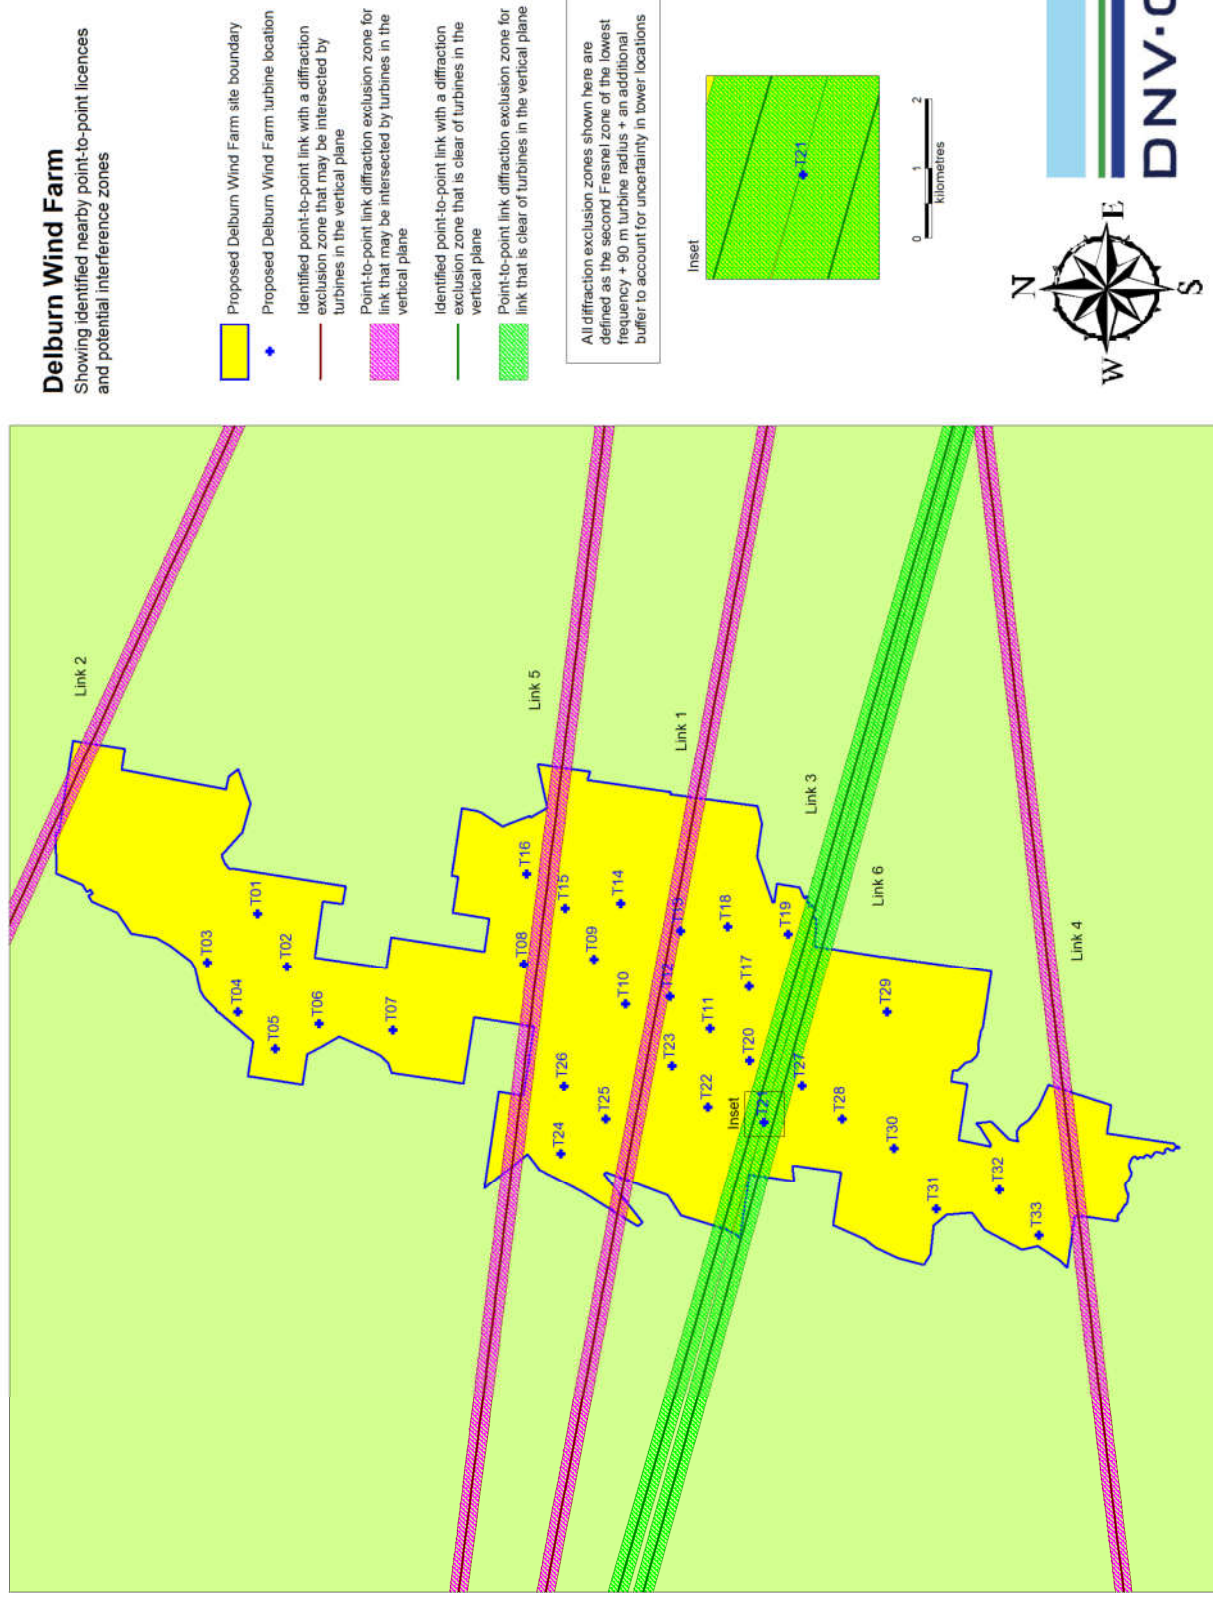 Delburn Wind Farm
Showing identified nearby point-to-point licences
and potential interference zones
Proposed Delburn Wind Farm site boundary
Proposed Delburn Wind Farm turbine location
Identified point-to-point link with a diffraction
exclusion zone that may be intersected by
turbines in the vertical plane
Point-to-point link diffraction exclusion zone for
link that may be intersected by turbines in the
vertical plane
Identified point-to-point link with a diffraction
exclusion zone that is clear of turbines in the
vertical plane
Point-to-point link diffraction exclusion zone for
link that is clear of turbines in the vertical plane
All diffraction exclusion zones shown here are
defined as the second Fresnel zone of the lowest
frequency + 90 m turbine radius + an additional
buffer to account for uncertainty in tower locations
Inset
T21
0 1 2
kilometres
N
W
E
S
DNV·
Link 2
Link 5
Link 1
Link 3
Link 6
Link 4
T03
T01
T04
T02
T05
T06
T07
T16
T08
T15
T14
T09
T26
T10
T24
T25
T13
T12
T18
T23
T11
T17
T19
T22
T20
Inset
T21
T27
T28
T29
T30
T31
T32
T33